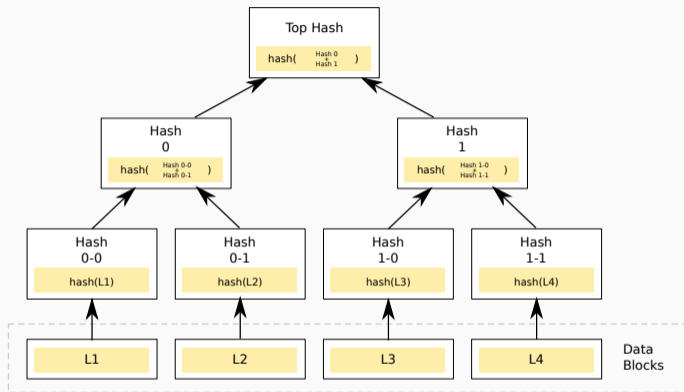 Top Hash
hash( Hash 0 + Hash 1 )
Hash
0
hash( Hash 0-0 + Hash 0-1 )
Hash
1
hash( Hash 1-0 + Hash 1-1 )
Hash
0-0
hash(L1)
Hash
0-1
hash(L2)
Hash
1-0
hash(L3)
Hash
1-1
hash(L4)
L1
L2
L3
L4
Data
Blocks